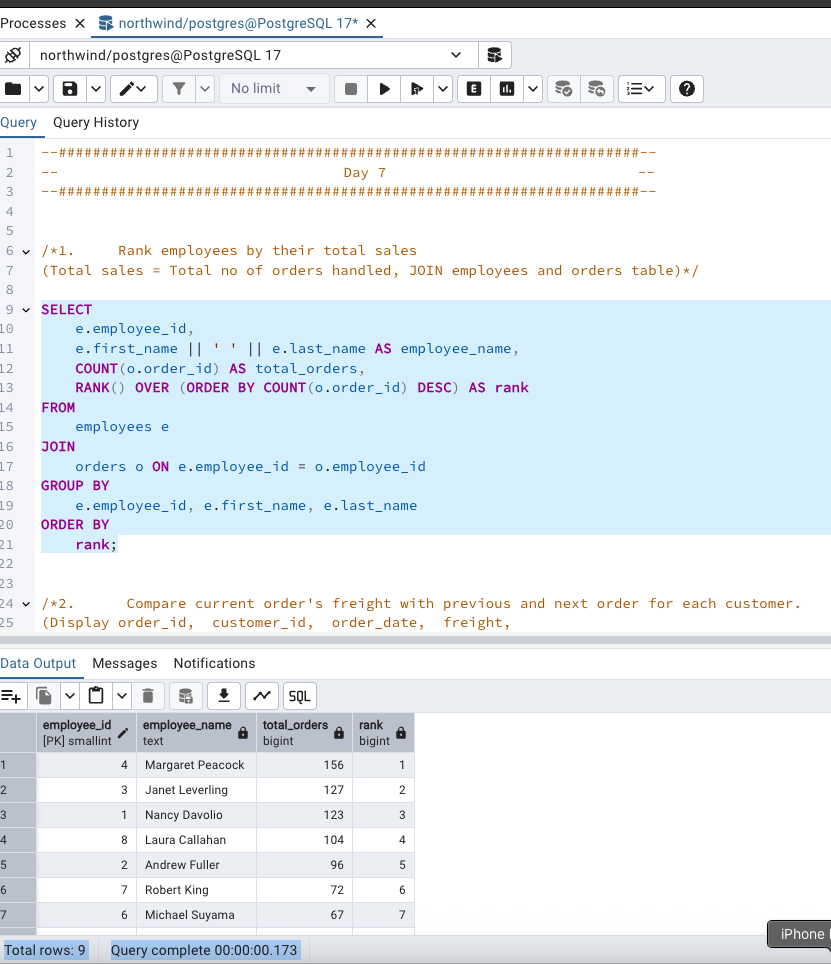 Processes × northwind/postgres@PostgreSQL 17* ×
northwind/postgres@PostgreSQL 17
No limit E
Query Query History
1 --####################################################################--
2 -- Day 7 --
3 --####################################################################--
4
5
6 /*1. Rank employees by their total sales
7 (Total sales = Total no of orders handled, JOIN employees and orders table)*/
8
9 SELECT
10 e.employee_id,
11 e.first_name || ' ' || e.last_name AS employee_name,
12 COUNT(o.order_id) AS total_orders,
13 RANK() OVER (ORDER BY COUNT(o.order_id) DESC) AS rank
14 FROM
15 employees e
16 JOIN
17 orders o ON e.employee_id = o.employee_id
18 GROUP BY
19 e.employee_id, e.first_name, e.last_name
20 ORDER BY
21 rank;
22
23
24 /*2. Compare current order's freight with previous and next order for each customer.
25 (Display order_id, customer_id, order_date, freight,
Data Output Messages Notifications
SQL
employee_id employee_name total_orders rank
[PK] smallint text bigint bigint
1 4 Margaret Peacock 156 1
2 3 Janet Leverling 127 2
3 1 Nancy Davolio 123 3
4 8 Laura Callahan 104 4
5 2 Andrew Fuller 96 5
6 7 Robert King 72 6
7 6 Michael Suyama 67 7
Total rows: 9 Query complete 00:00:00.173
iPhone